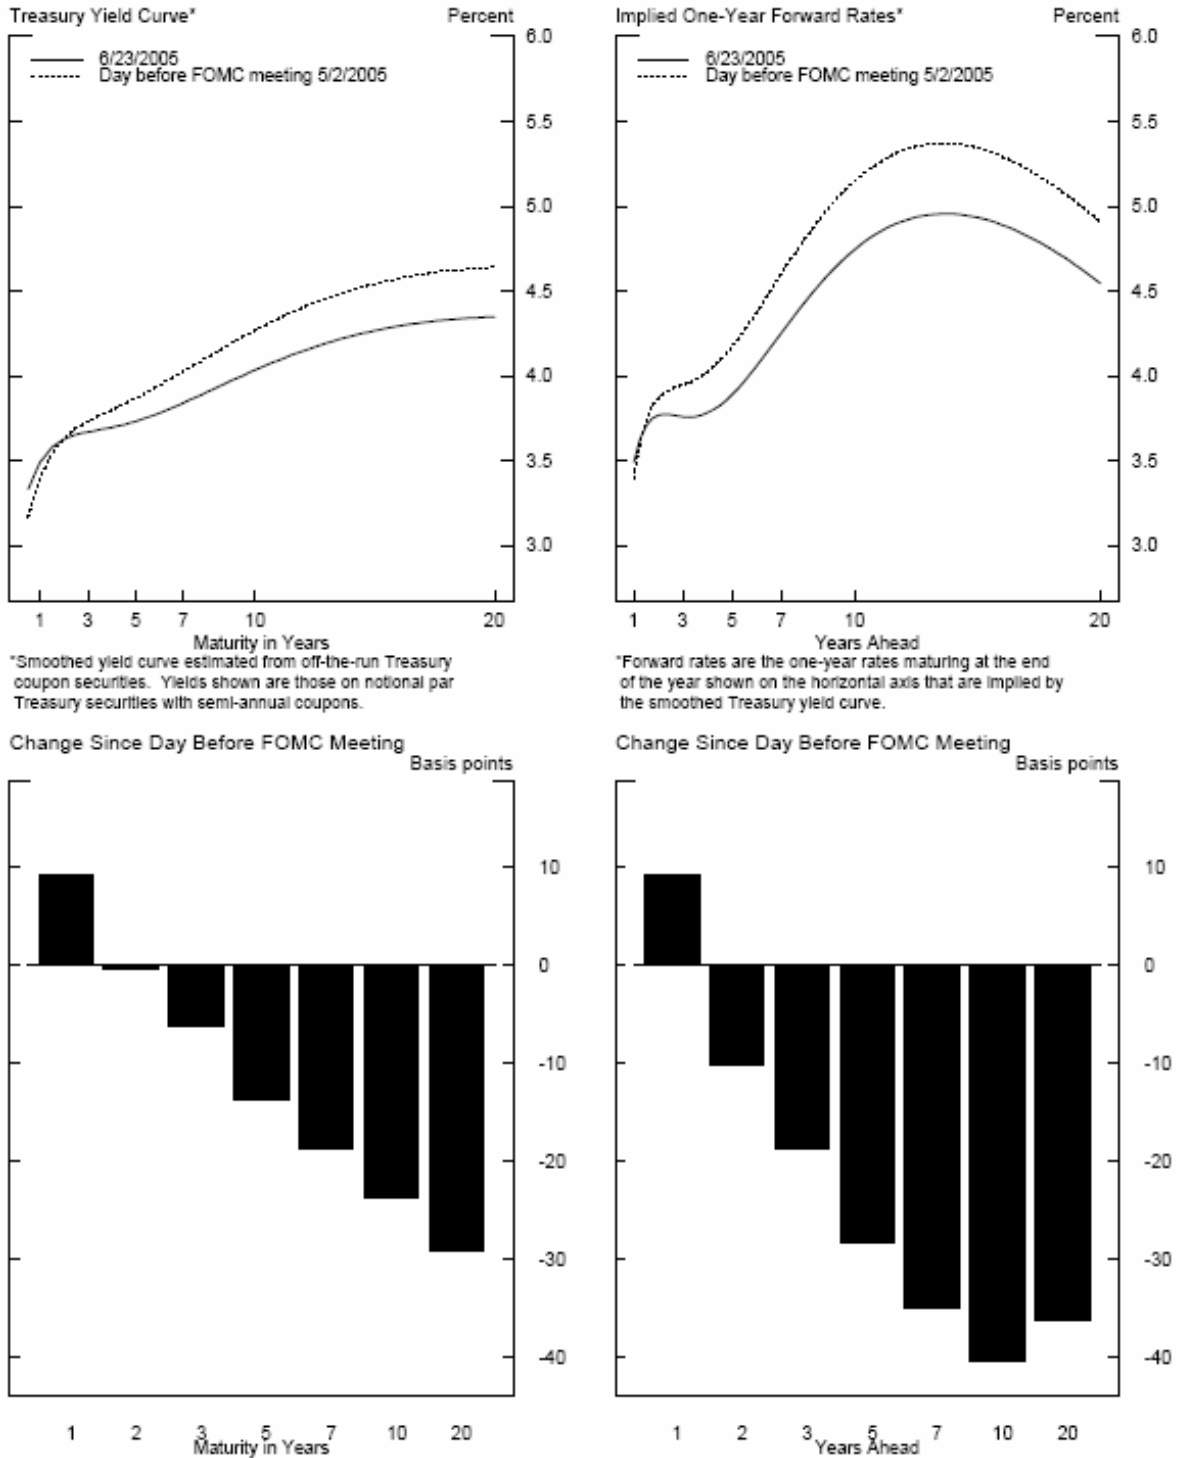 Treasury Yield Curve*
Percent
6/23/2005
Day before FOMC meeting 5/2/2005
6.0
5.5
5.0
4.5
4.0
3.5
3.0
1 3 5 7 10 20
Maturity in Years
*Smoothed yield curve estimated from off-the-run Treasury
coupon securities. Yields shown are those on notional par
Treasury securities with semi-annual coupons.
Implied One-Year Forward Rates*
Percent
6/23/2005
Day before FOMC meeting 5/2/2005
6.0
5.5
5.0
4.5
4.0
3.5
3.0
1 3 5 7 10 20
Years Ahead
*Forward rates are the one-year rates maturing at the end
of the year shown on the horizontal axis that are implied by
the smoothed Treasury yield curve.
Change Since Day Before FOMC Meeting
Basis points
10
0
-10
-20
-30
-40
1 2 3 5 7 10 20
Maturity in Years
Change Since Day Before FOMC Meeting
Basis points
10
0
-10
-20
-30
-40
1 2 3 5 7 10 20
Years Ahead